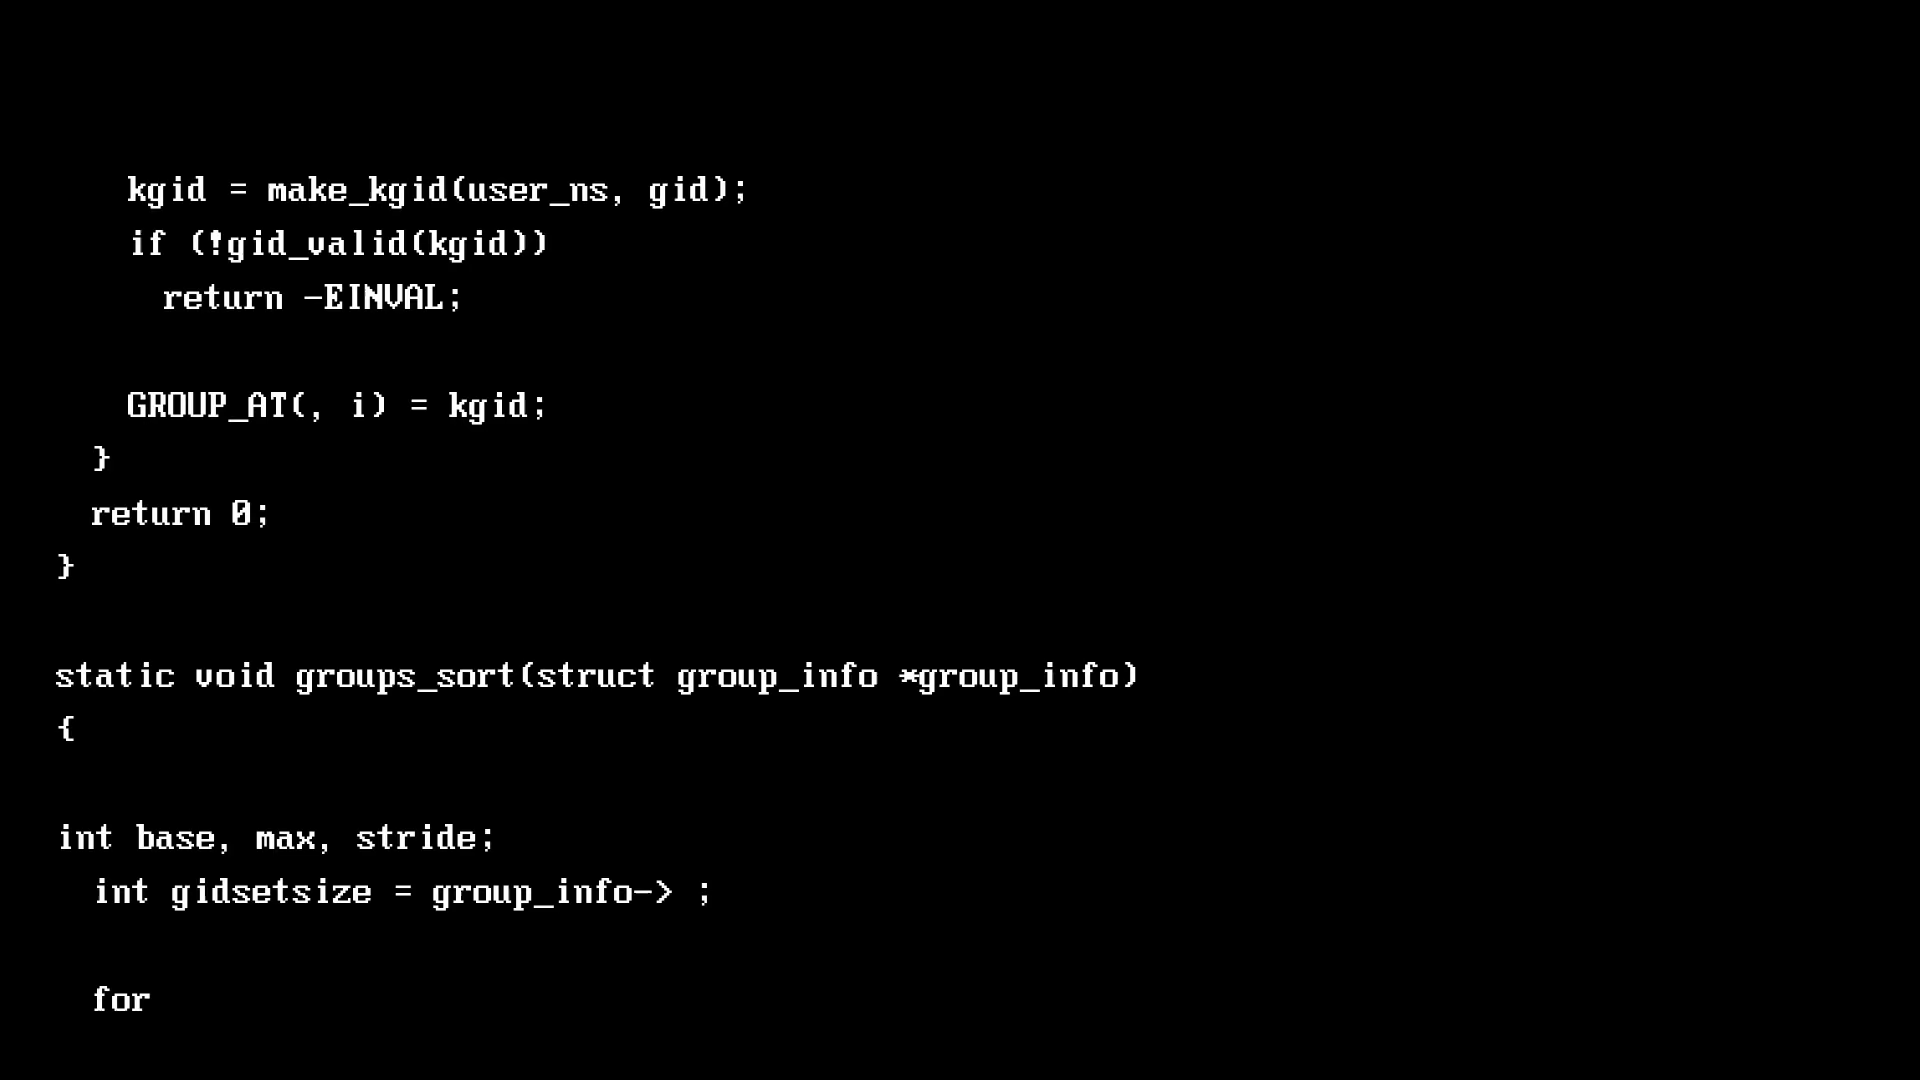 kgid = make_kgid(user_ns, gid);
if (!gid_valid(kgid))
return -EINVAL;
GROUP_AT(, i) = kgid;
}
return 0;
}
static void groups_sort(struct group_info *group_info)
{
int base, max, stride;
int gidsetsize = group_info-> ;
for